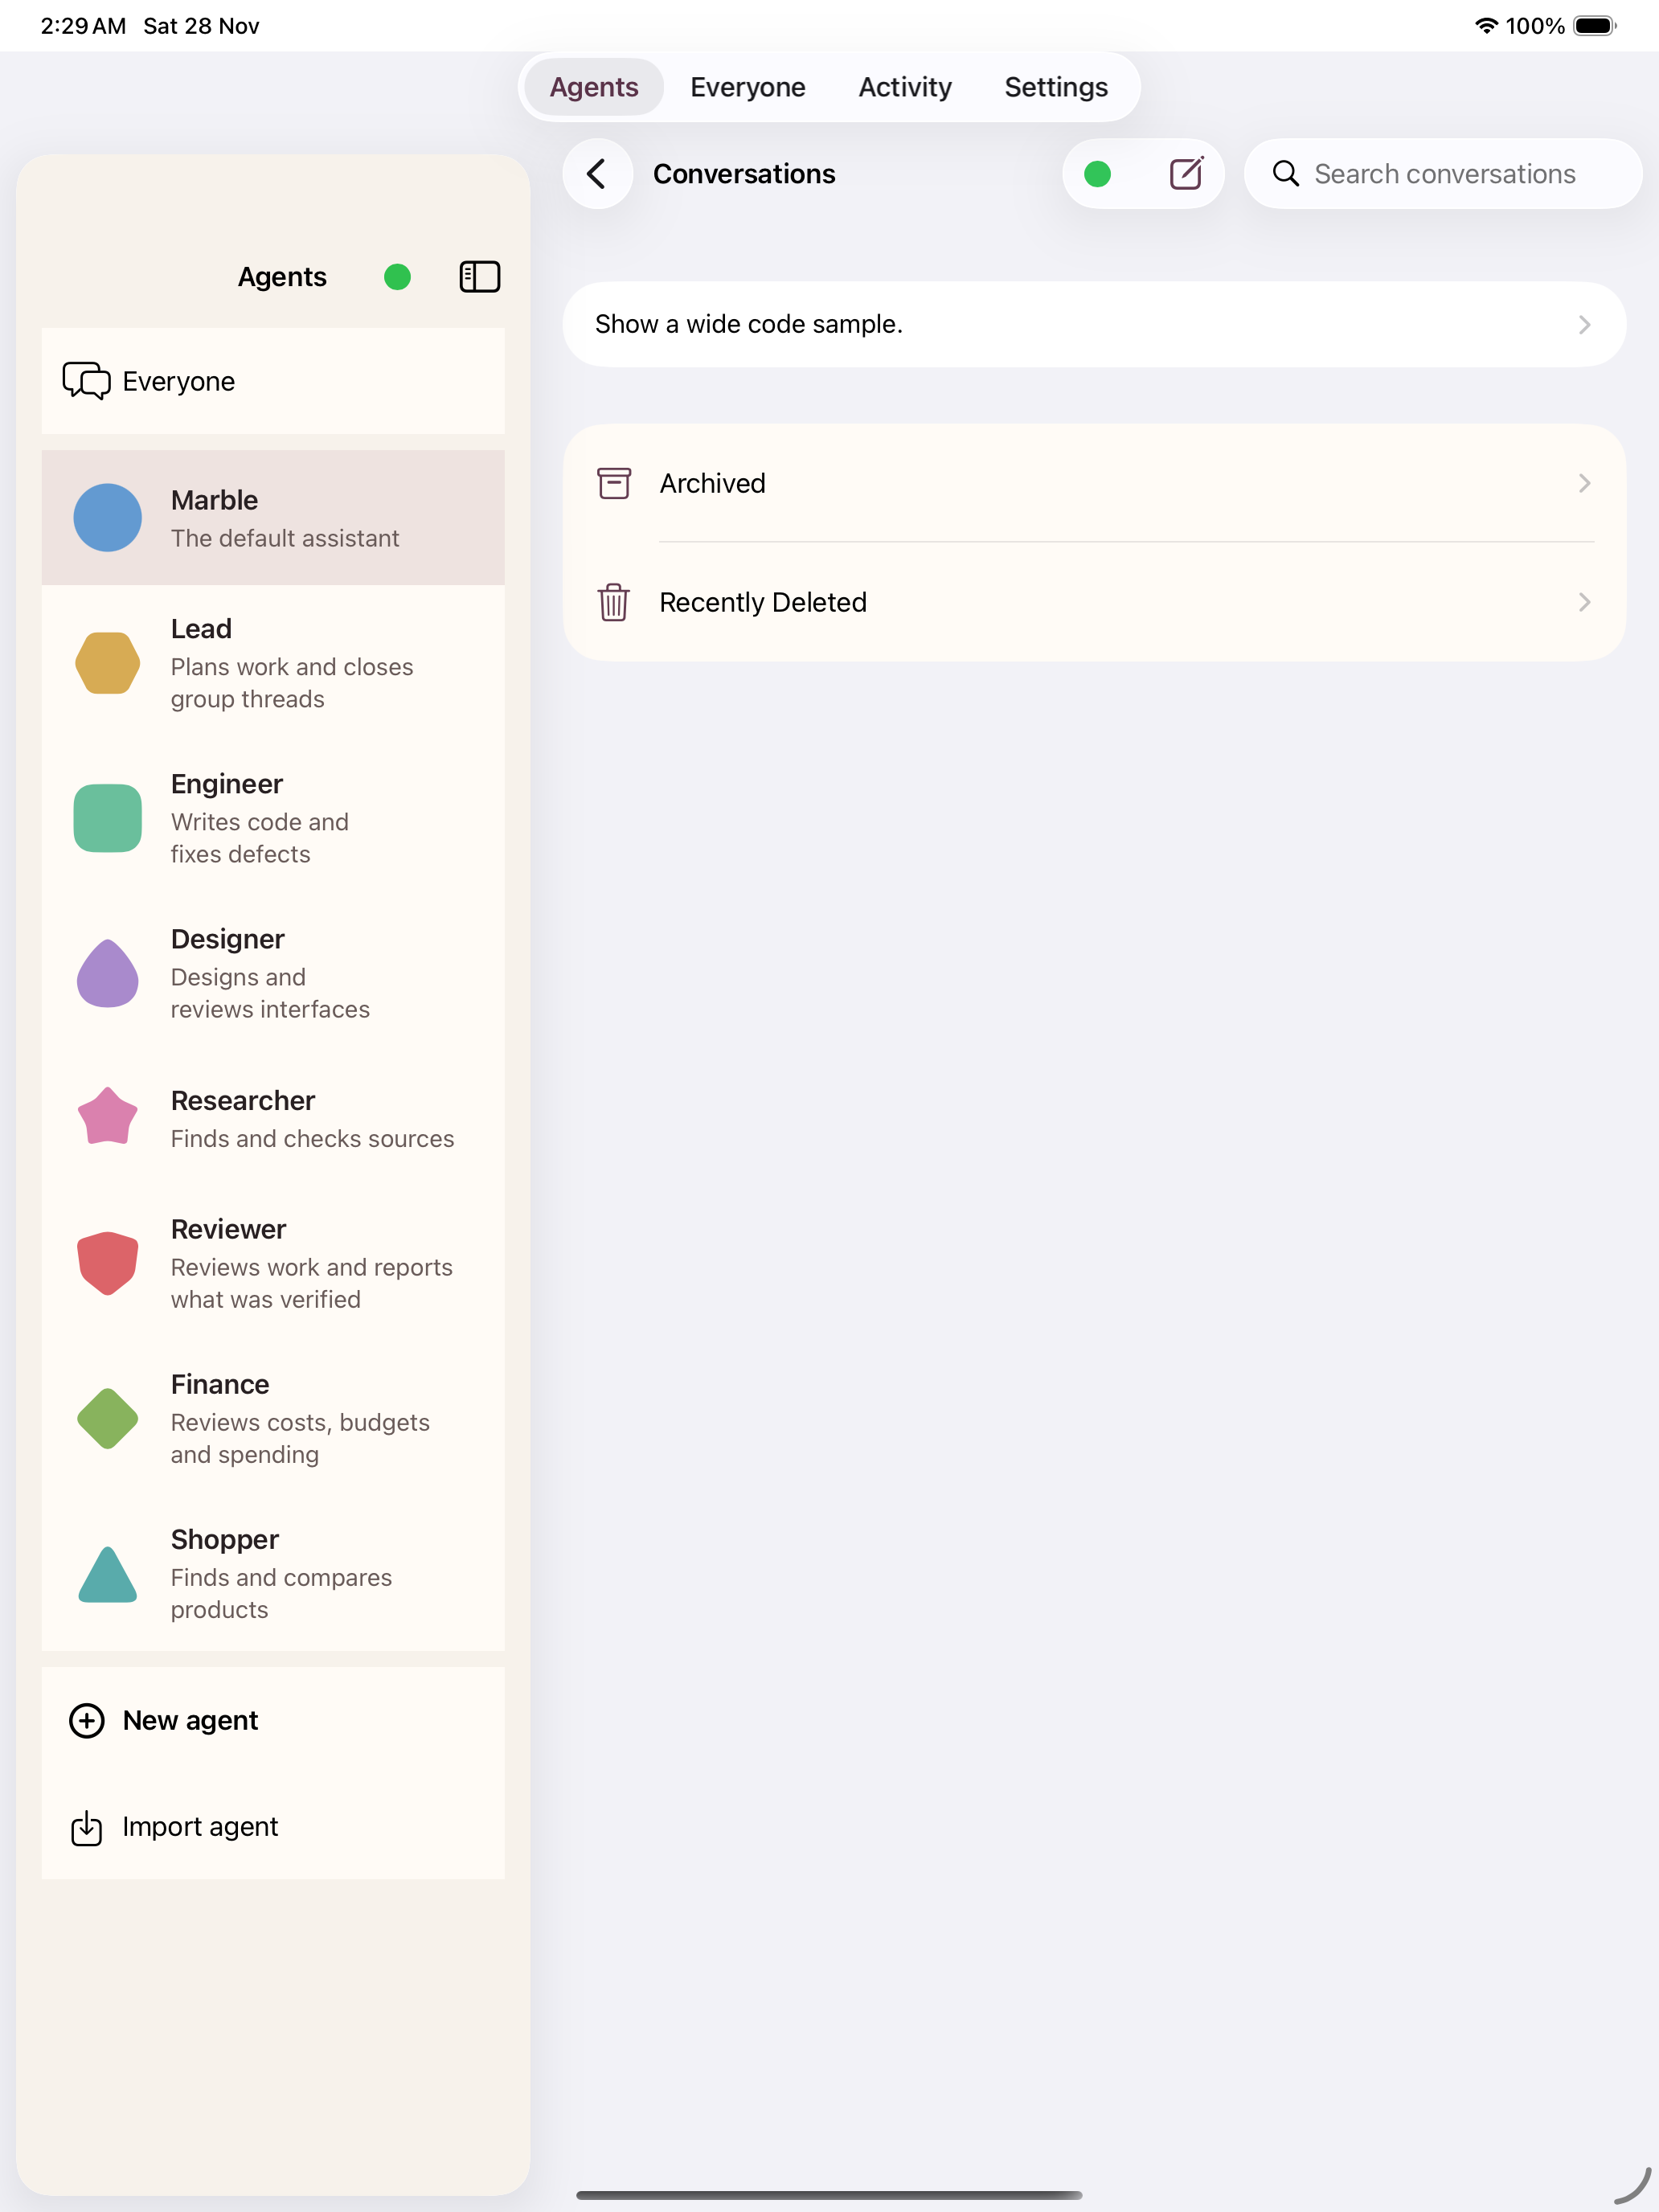 2:29 AM Sat 28 Nov
100%
Agents
Everyone
Activity
Settings
Conversations
Search conversations
Agents
Everyone
Marble
The default assistant
Lead
Plans work and closes
group threads
Engineer
Writes code and
fixes defects
Designer
Designs and
reviews interfaces
Researcher
Finds and checks sources
Reviewer
Reviews work and reports
what was verified
Finance
Reviews costs, budgets
and spending
Shopper
Finds and compares
products
New agent
Import agent
Show a wide code sample.
Archived
Recently Deleted